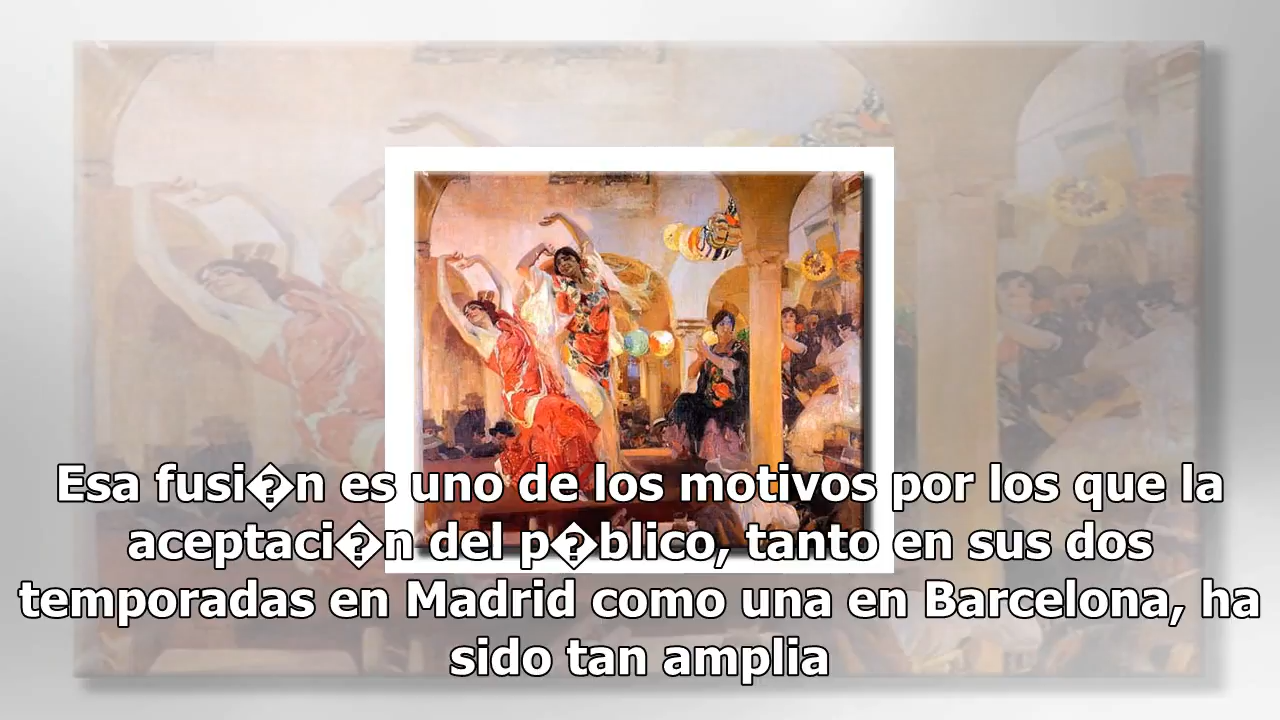 Esa fusi�n es uno de los motivos por los que la
aceptaci�n del p�blico, tanto en sus dos
temporadas en Madrid como una en Barcelona, ha
sido tan amplia